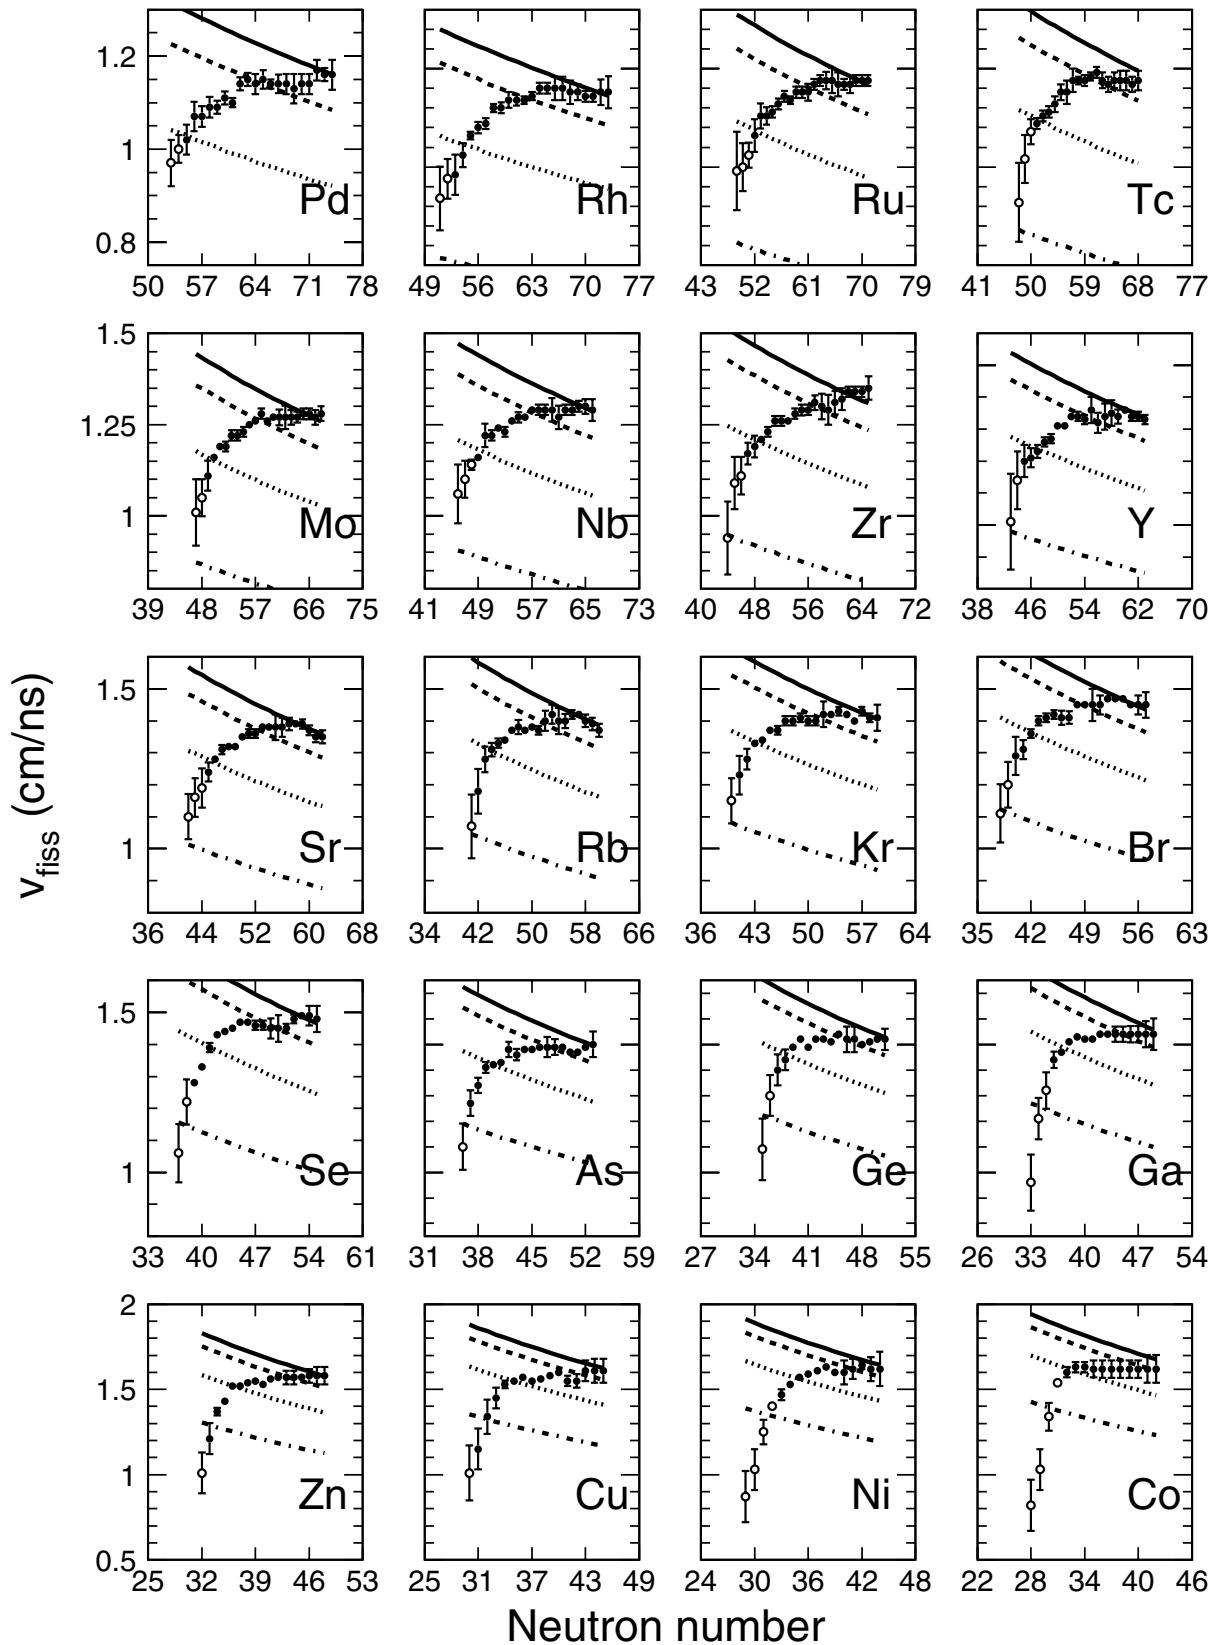 1.2
1
0.8
Pd
Rh
Ru
Tc
50 57 64 71 78
49 56 63 70 77
43 52 61 70 79
41 50 59 68 77
1.5
1.25
1
Mo
Nb
Zr
Y
39 48 57 66 75
41 49 57 65 73
40 48 56 64 72
38 46 54 62 70
1.5
1
Sr
Rb
Kr
Br
36 44 52 60 68
34 42 50 58 66
36 43 50 57 64
35 42 49 56 63
1.5
1
Se
As
Ge
Ga
33 40 47 54 61
31 38 45 52 59
27 34 41 48 55
26 33 40 47 54
2
1.5
1
0.5
Zn
Cu
Ni
Co
25 32 39 46 53
25 31 37 43 49
24 30 36 42 48
22 28 34 40 46
v_fiss (cm/ns)
Neutron number